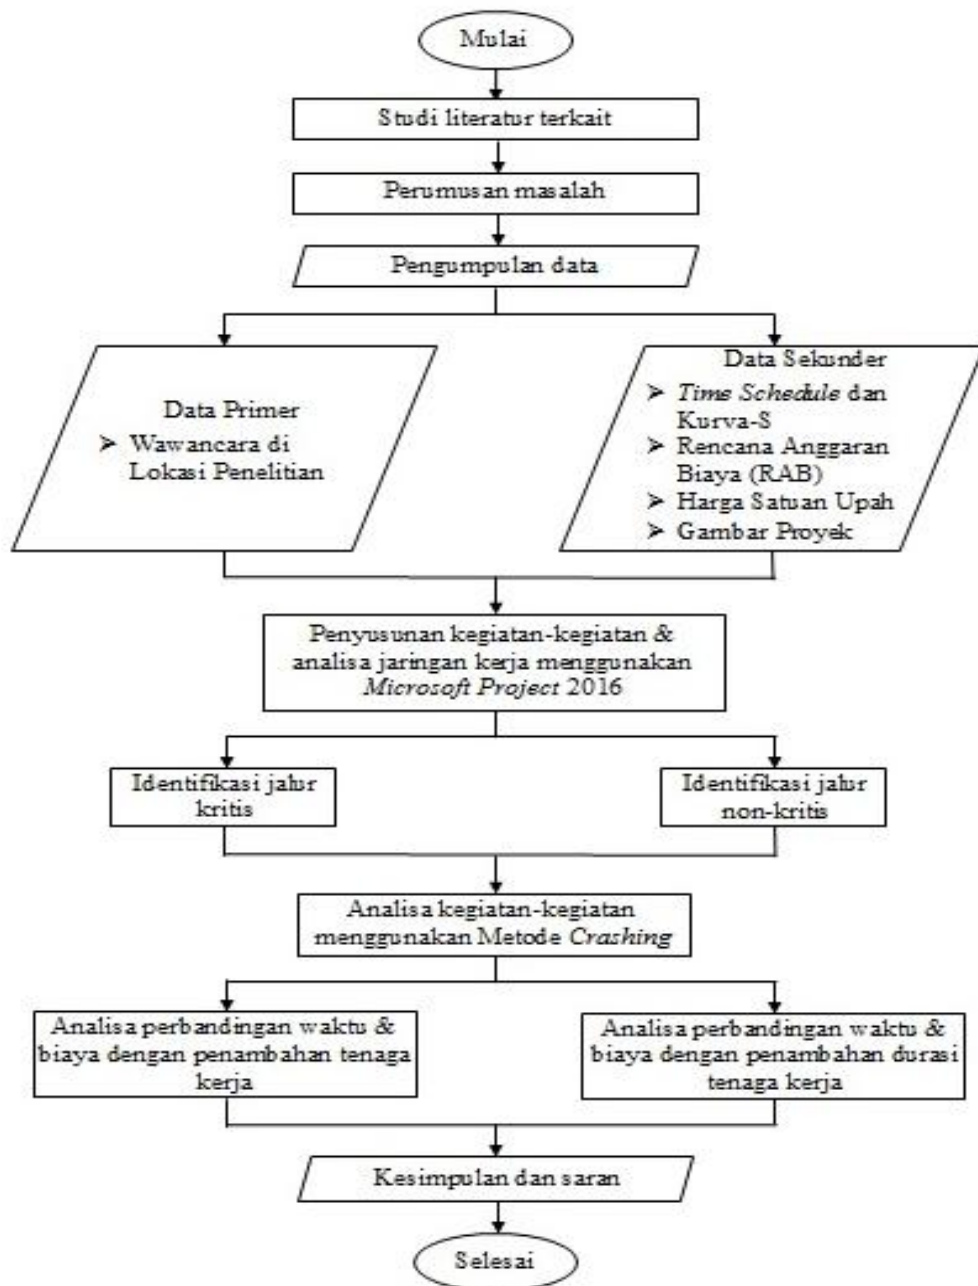 Mulai
Studi literatur terkait
Perumusan masalah
Pengumpulan data
Data Primer
➢ Wawancara di
Lokasi Penelitian
Data Sekunder
➢ Time Schedule dan
Kurva-S
➢ Rencana Anggaran
Biaya (RAB)
➢ Harga Satuan Upah
➢ Gambar Proyek
Penyusunan kegiatan-kegiatan &
analisa jaringan kerja menggunakan
Microsoft Project 2016
Identifikasi jalur
kritis
Identifikasi jalur
non-kritis
Analisa kegiatan-kegiatan
menggunakan Metode Crashing
Analisa perbandingan waktu &
biaya dengan penambahan tenaga
kerja
Analisa perbandingan waktu &
biaya dengan penambahan durasi
tenaga kerja
Kesimpulan dan saran
Selesai